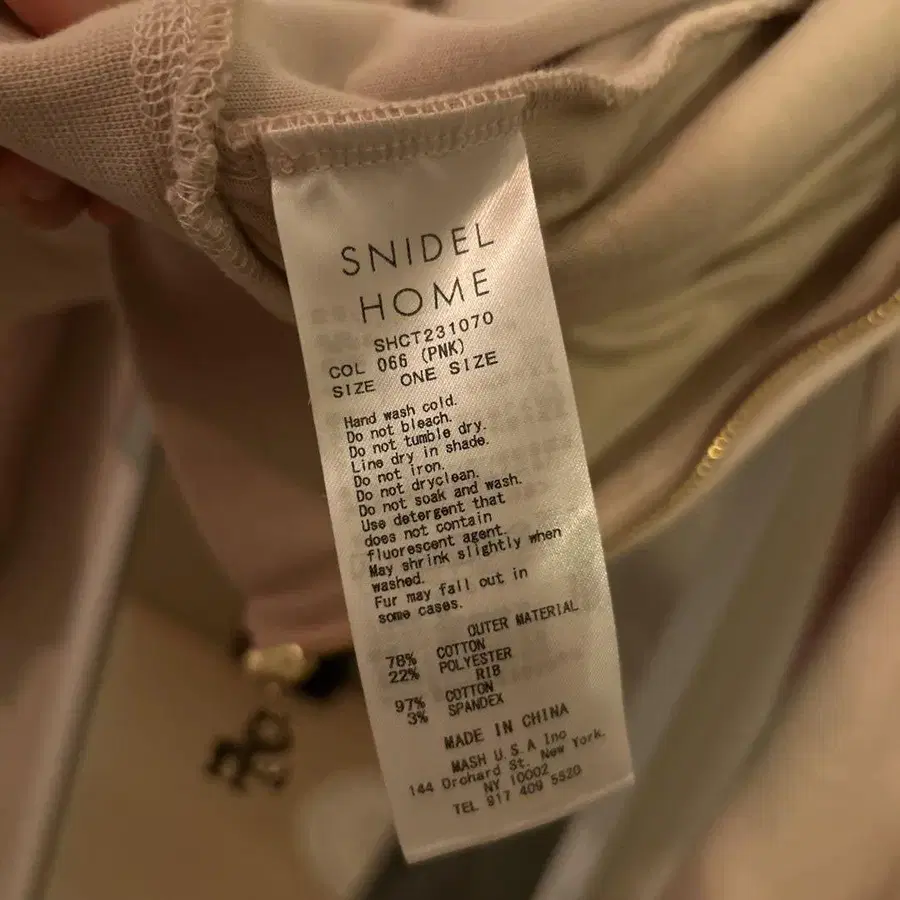 SNIDEL
HOME
SHCT231070
COL 066 (PNK)
SIZE ONE SIZE
Hand wash cold.
Do not bleach.
Do not tumble dry.
Line dry in shade.
Do not iron.
Do not dryclean.
Do not soak and wash.
Use detergent that
does not contain
fluorescent agent.
May shrink slightly when
washed.
Fur may fall out in
some cases.
OUTER MATERIAL
78% COTTON
22% POLYESTER
RIB
97% COTTON
3% SPANDEX
MADE IN CHINA
MASH U.S.A Inc
144 Orchard St. New York,
NY 10002
TEL 917 409 5520